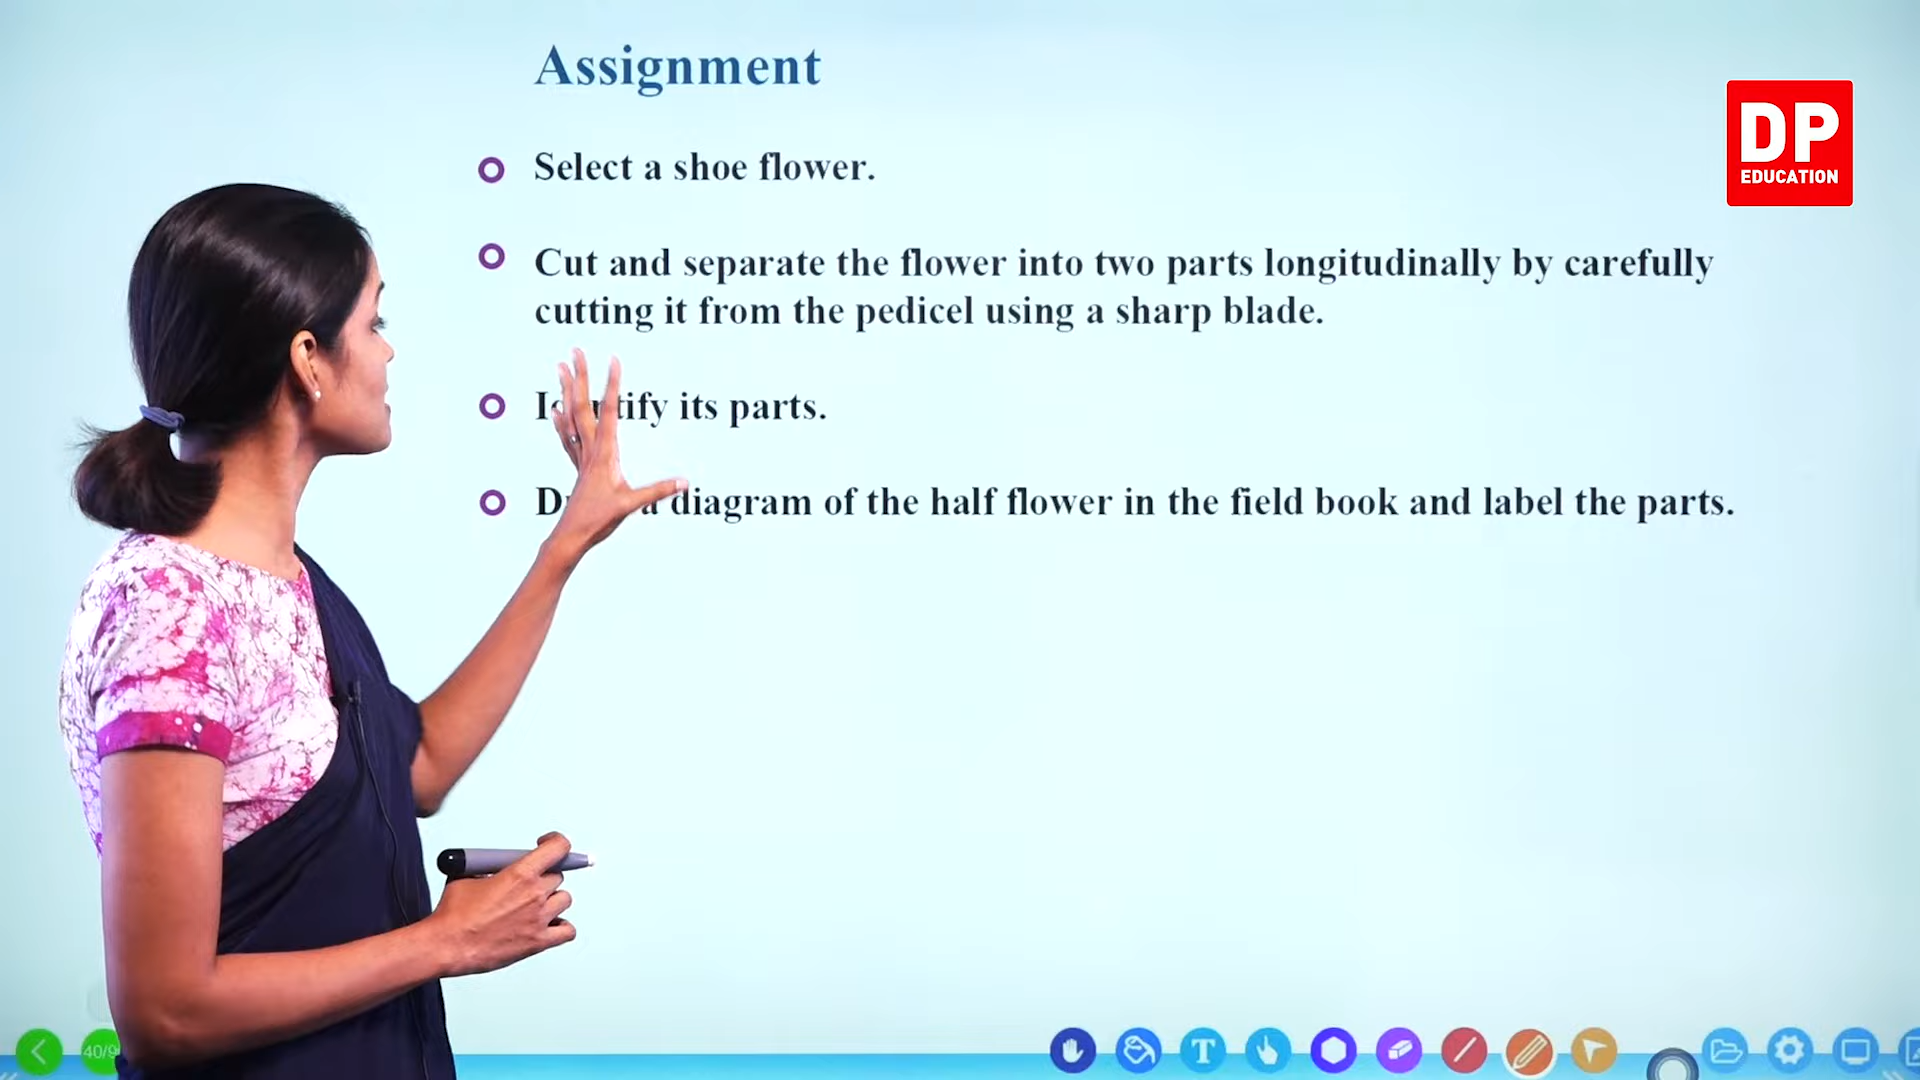 Assignment
DP
EDUCATION
Select a shoe flower.
Cut and separate the flower into two parts longitudinally by carefully
cutting it from the pedicel using a sharp blade.
its parts.
diagram of the half flower in the field book and label the parts.
T